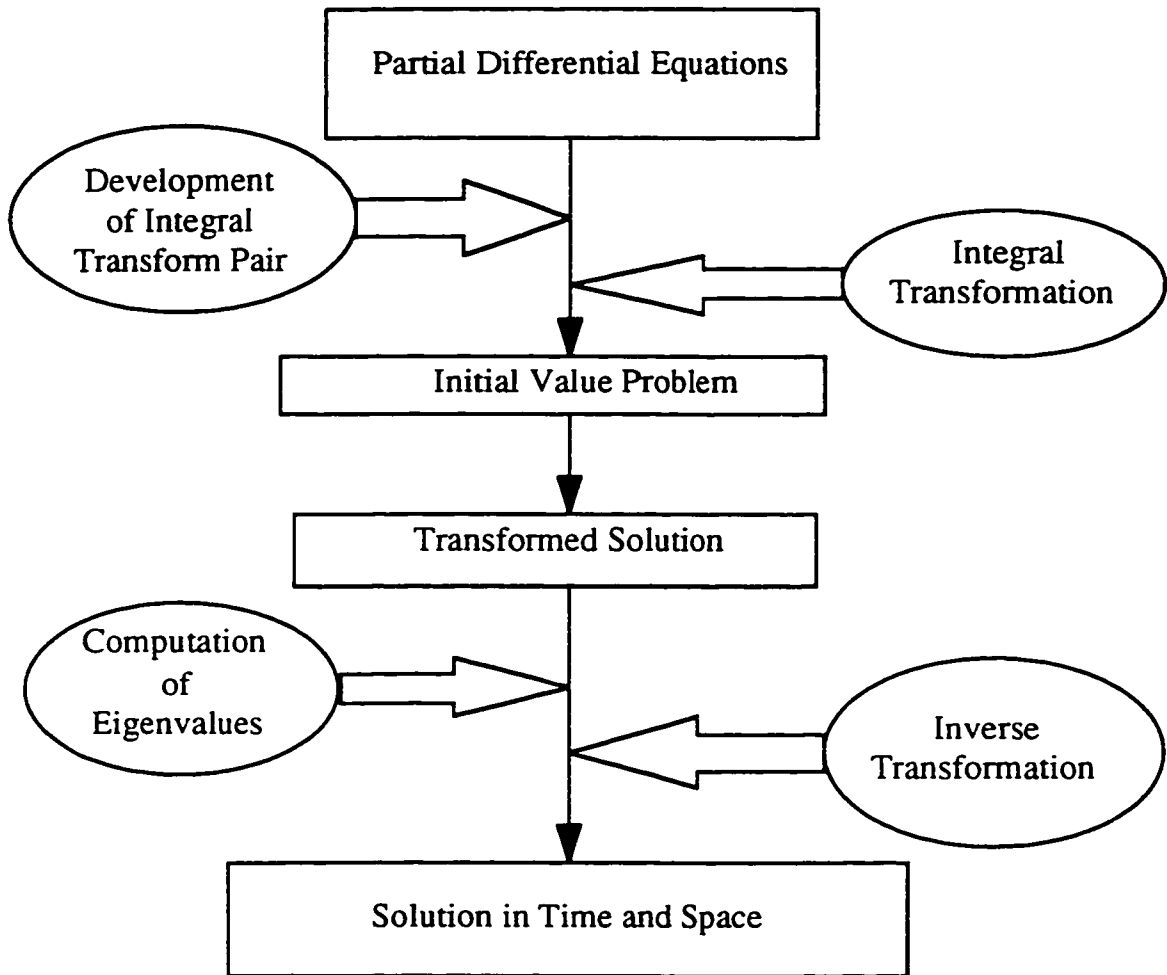 Partial Differential Equations
Development
of Integral
Transform Pair
Integral
Transformation
Initial Value Problem
Transformed Solution
Computation
of
Eigenvalues
Inverse
Transformation
Solution in Time and Space